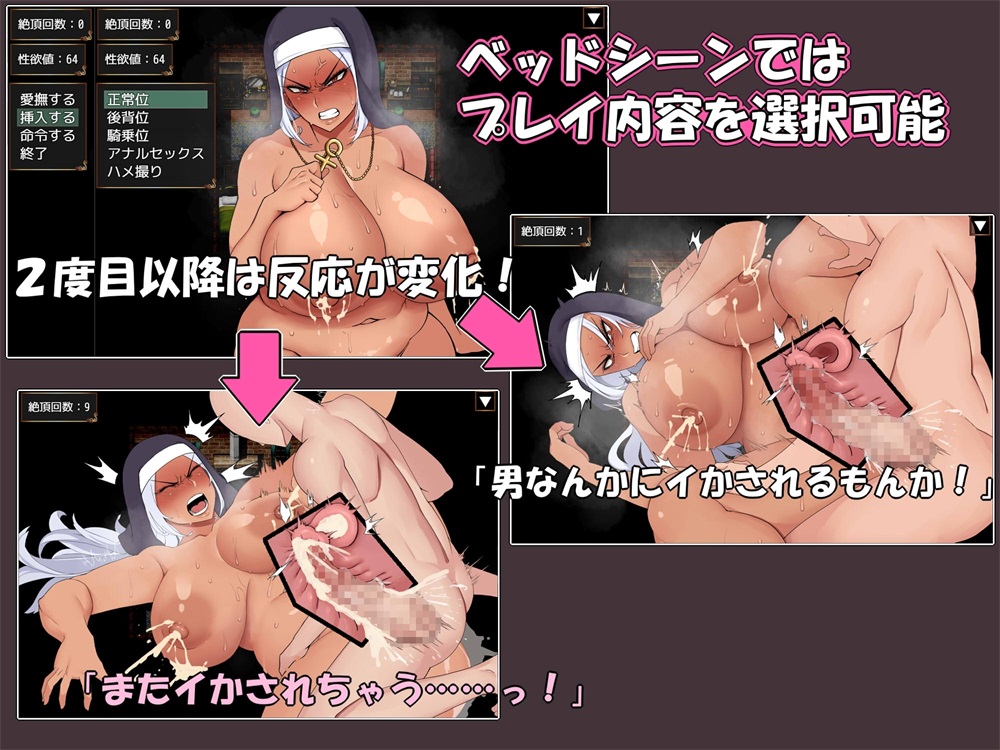 絶頂回数：0
絶頂回数：0
性欲値：64
性欲値：64
愛撫する
挿入する
命令する
終了
正常位
後背位
騎乗位
アナルセックス
ハメ撮り
▼
ベッドシーンでは
プレイ内容を選択可能
２度目以降は反応が変化！
絶頂回数：1
▼
「男なんかにイかされるもんか！」
絶頂回数：9
▼
「またイかされちゃう……っ！」